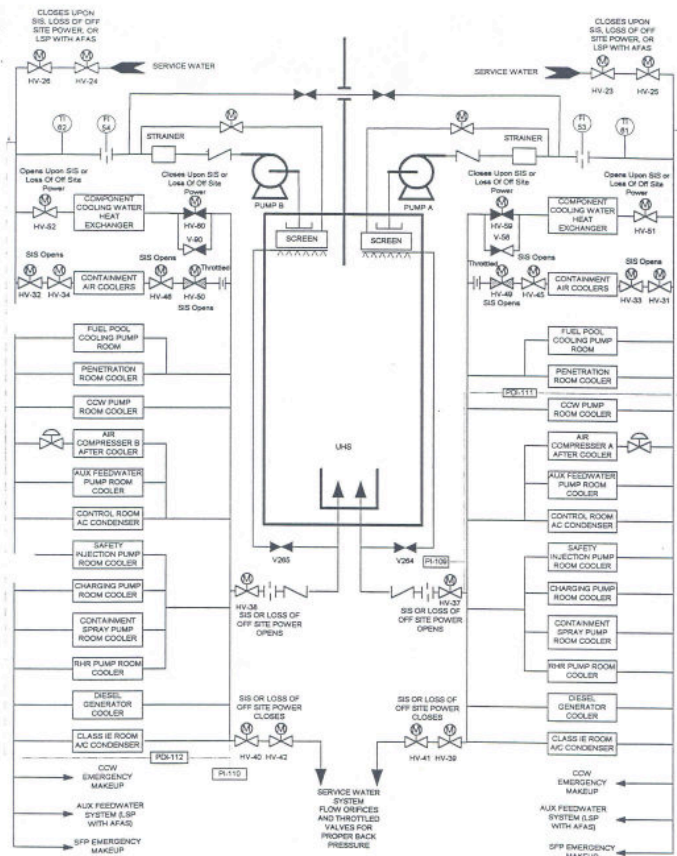 CLOSES UPON
SIS, LOSS OF OFF
SITE POWER, OR
LSP WITH AFAS
M
M
HV-26
HV-24
SERVICE WATER
CLOSES UPON
SIS, LOSS OF OFF
SITE POWER, OR
LSP WITH AFAS
SERVICE WATER
M
M
HV-23
HV-25
TI
62
FI
54
M
STRAINER
PUMP B
M
STRAINER
PUMP A
FI
53
TI
61
Opens Upon SIS or
Loss Of Off Site
Power
M
HV-52
COMPONENT
COOLING WATER
HEAT
EXCHANGER
Closes Upon SIS or
Loss Of Off Site
Power
M
HV-60
V-90
SCREEN
SCREEN
Closes Upon SIS or
Loss Of Off Site
Power
M
HV-59
V-58
COMPONENT
COOLING WATER
HEAT
EXCHANGER
Opens Upon SIS or
Loss Of Off Site
Power
M
HV-51
SIS Opens
M
M
HV-32
HV-34
CONTAINMENT
AIR COOLERS
SIS Opens
M
M
HV-46
HV-50
SIS Opens
Throttled
Throttled
M
M
HV-49
HV-45
SIS Opens
SIS Opens
CONTAINMENT
AIR COOLERS
SIS Opens
M
M
HV-33
HV-31
FUEL POOL
COOLING PUMP
ROOM
PENETRATION
ROOM COOLER
CCW PUMP
ROOM COOLER
AIR
COMPRESSER B
AFTER COOLER
AUX FEEDWATER
PUMP ROOM
COOLER
CONTROL ROOM
AC CONDENSER
SAFETY
INJECTION PUMP
ROOM COOLER
CHARGING PUMP
ROOM COOLER
CONTAINMENT
SPRAY PUMP
ROOM COOLER
RHR PUMP ROOM
COOLER
DIESEL
GENERATOR
COOLER
CLASS IE ROOM
A/C CONDENSER
PDI-112
PI-110
CCW
EMERGENCY
MAKEUP
AUX FEEDWATER
SYSTEM (LSP
WITH AFAS)
SFP EMERGENCY
MAKEUP
UHS
V265
V264
PI-109
M
HV-38
SIS OR LOSS OF
OFF SITE POWER
OPENS
M
HV-37
SIS OR LOSS OF
OFF SITE POWER
OPENS
SIS OR LOSS OF
OFF SITE POWER
CLOSES
M
M
HV-40
HV-42
SIS OR LOSS OF
OFF SITE POWER
CLOSES
M
M
HV-41
HV-39
SERVICE WATER
SYSTEM
FLOW ORIFICES
AND THROTTLED
VALVES FOR
PROPER BACK
PRESSURE
FUEL POOL
COOLING PUMP
ROOM
PENETRATION
ROOM COOLER
PDI-111
CCW PUMP
ROOM COOLER
AIR
COMPRESSER A
AFTER COOLER
AUX FEEDWATER
PUMP ROOM
COOLER
CONTROL ROOM
AC CONDENSER
SAFETY
INJECTION PUMP
ROOM COOLER
CHARGING PUMP
ROOM COOLER
CONTAINMENT
SPRAY PUMP
ROOM COOLER
RHR PUMP ROOM
COOLER
DIESEL
GENERATOR
COOLER
CLASS IE ROOM
A/C CONDENSER
CCW
EMERGENCY
MAKEUP
AUX FEEDWATER
SYSTEM (LSP
WITH AFAS)
SFP EMERGENCY
MAKEUP